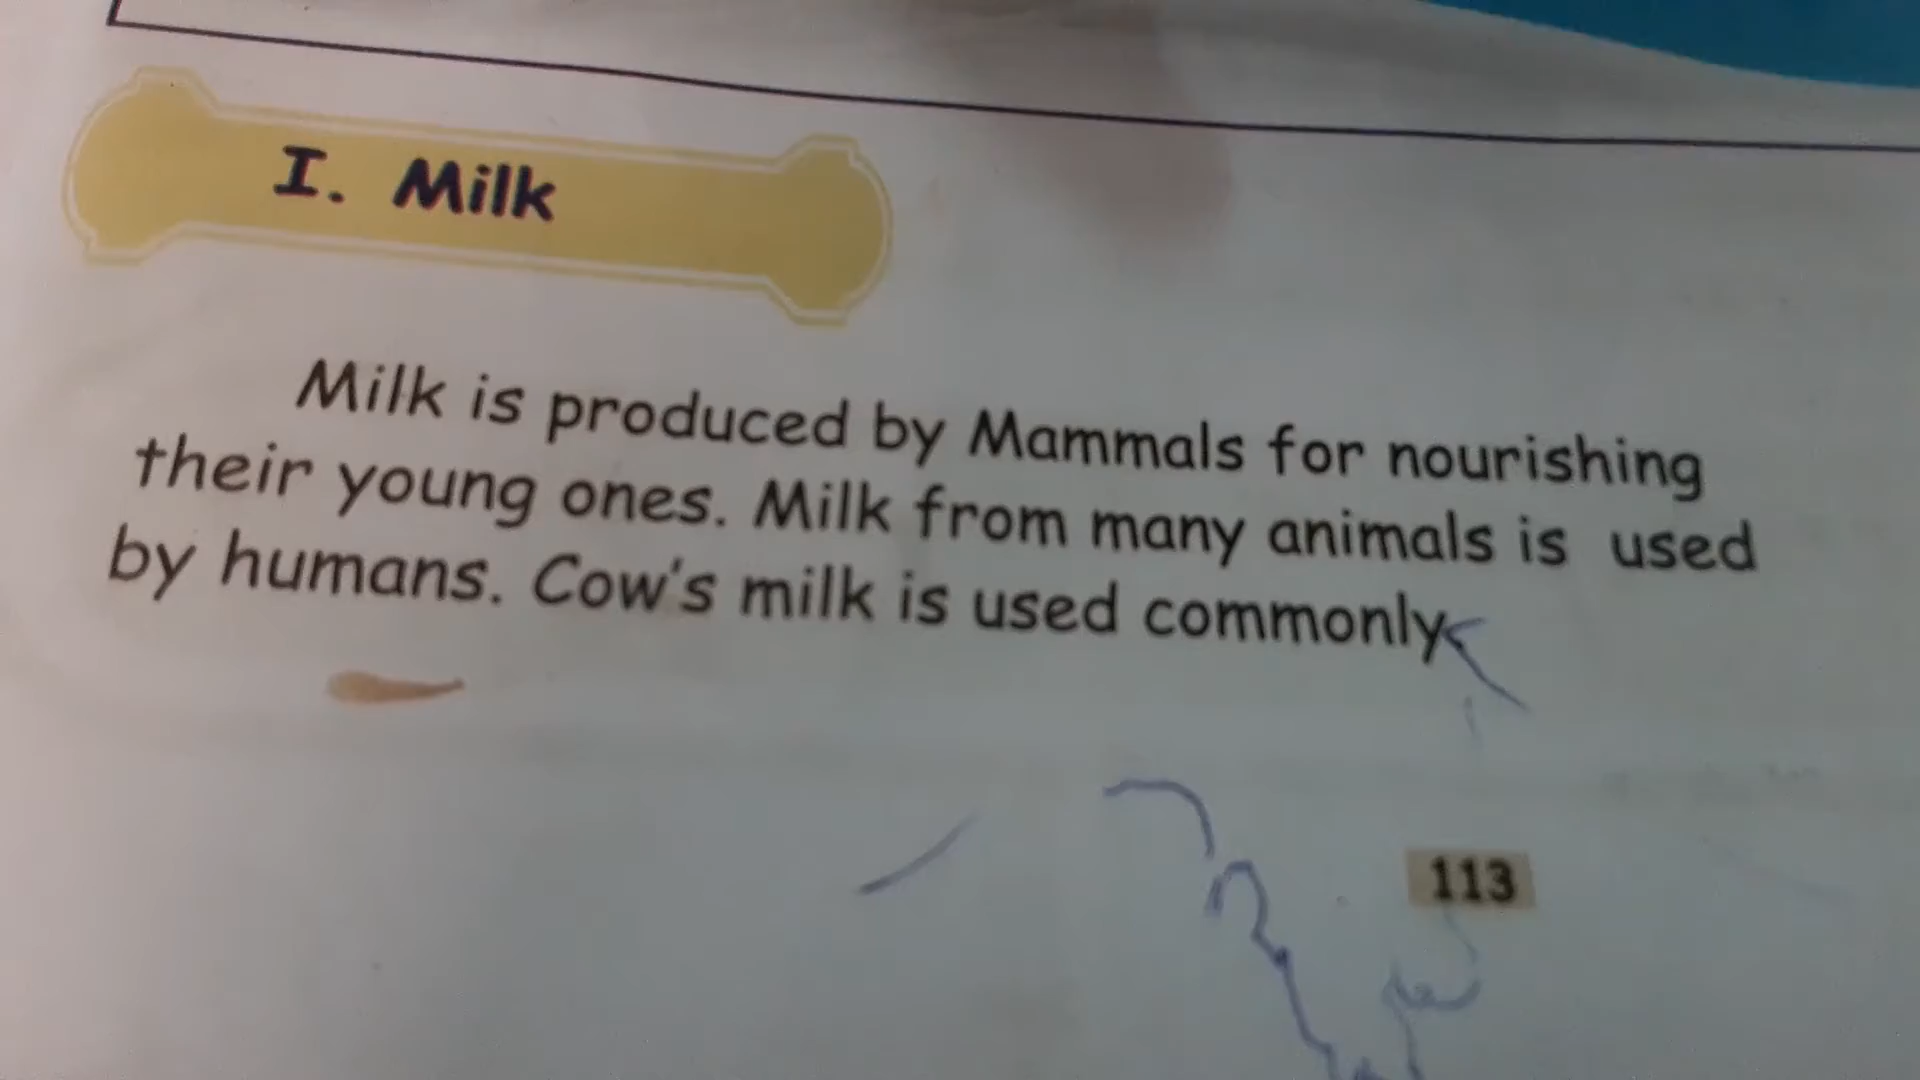 I. Milk
Milk is produced by Mammals for nourishing
their young ones. Milk from many animals is used
by humans. Cow's milk is used commonly
113